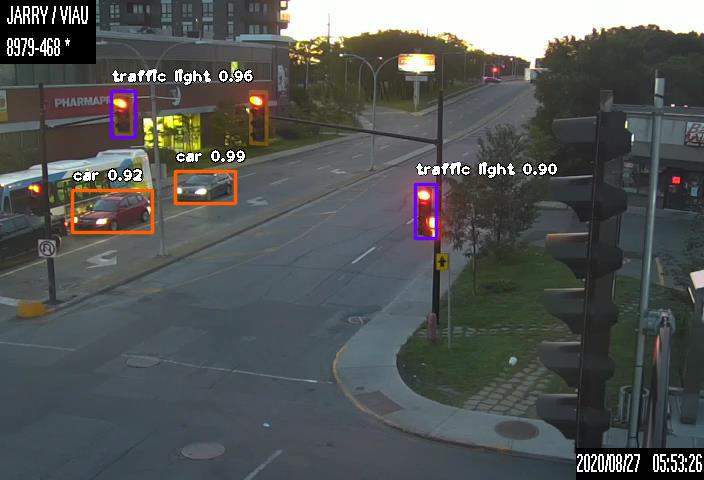 JARRY / VIAU
8979-468 *
traffic light 0.96
PHARMAPR
car 0.99
car 0.92
traffic light 0.90
2020/08/27 05:53:26